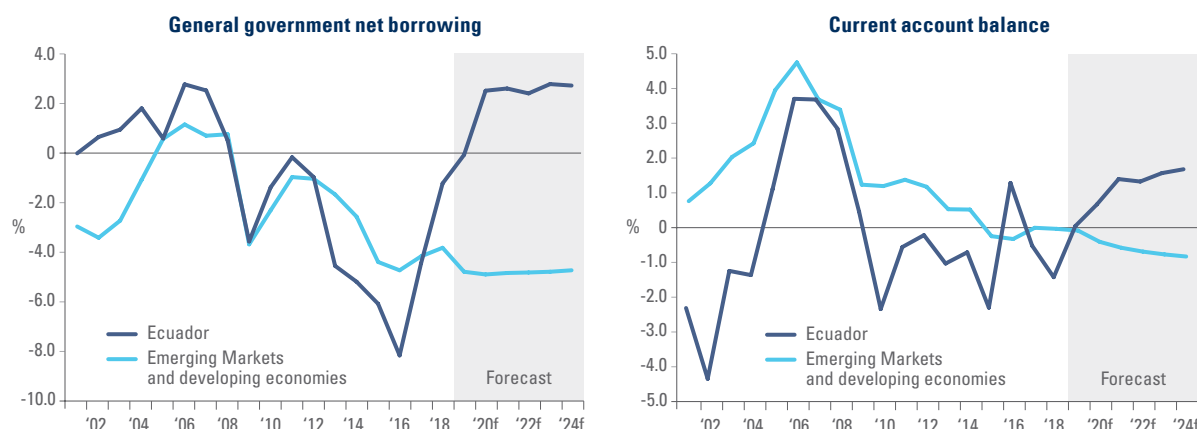 General government net borrowing
4.0
2.0
0
-2.0
-4.0
-6.0
-8.0
-10.0
%
Ecuador
Emerging Markets
and developing economies
Forecast
‘02 ‘04 ‘06 ‘08 ‘10 ‘12 ‘14 ‘16 ‘18 ‘20f ‘22f ‘24f
Current account balance
5.0
4.0
3.0
2.0
1.0
0
-1.0
-2.0
-3.0
-4.0
-5.0
%
Ecuador
Emerging Markets
and developing economies
Forecast
‘02 ‘04 ‘06 ‘08 ‘10 ‘12 ‘14 ‘16 ‘18 ‘20f ‘22f ‘24f